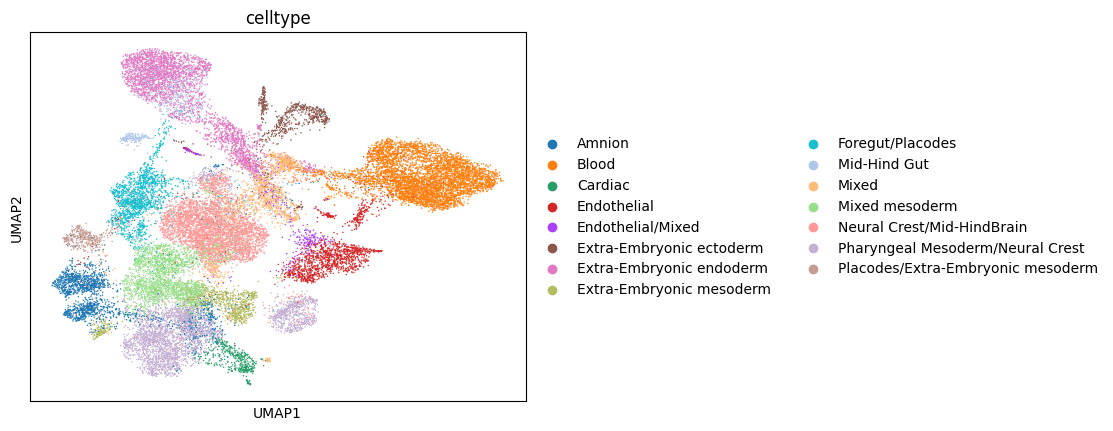 celltype
UMAP2
UMAP1
Amnion
Blood
Cardiac
Endothelial
Endothelial/Mixed
Extra-Embryonic ectoderm
Extra-Embryonic endoderm
Extra-Embryonic mesoderm
Foregut/Placodes
Mid-Hind Gut
Mixed
Mixed mesoderm
Neural Crest/Mid-HindBrain
Pharyngeal Mesoderm/Neural Crest
Placodes/Extra-Embryonic mesoderm